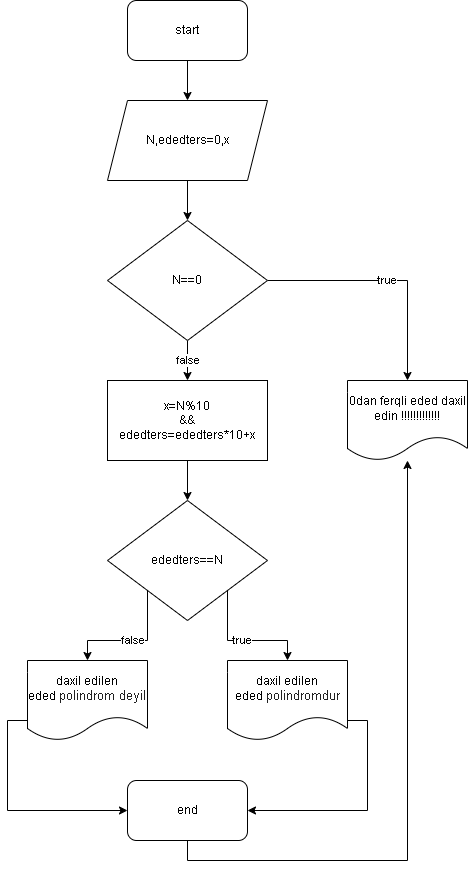 start
N,ededters=0,x
N==0
true
false
x=N%10
&&
ededters=ededters*10+x
0dan ferqli eded daxil
edin !!!!!!!!!!!!!
ededters==N
false
true
daxil edilen
eded polindrom deyil
daxil edilen
eded polindromdur
end